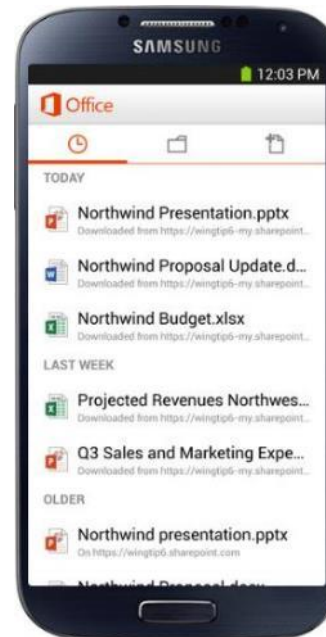 SAMSUNG
12:03 PM
Office
TODAY
Northwind Presentation.pptx
Downloaded from https://wingtip6-my.sharepoint...
Northwind Proposal Update.d...
Downloaded from https://wingtip6-my.sharepoint...
Northwind Budget.xlsx
Downloaded from https://wingtip6-my.sharepoint...
LAST WEEK
Projected Revenues Northwes...
Downloaded from https://wingtip6-my.sharepoint...
Q3 Sales and Marketing Expe...
Downloaded from https://wingtip6-my.sharepoint...
OLDER
Northwind presentation.pptx
On https://wingtip6.sharepoint.com
Northwind Proposal.docx